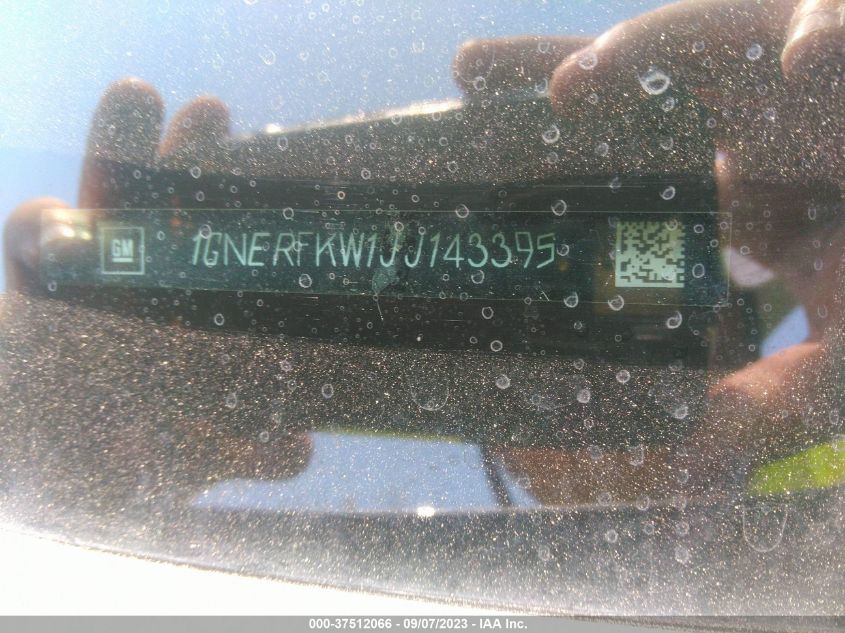 GM 1GNERFKW1JJ143395
000-37512066 - 09/07/2023 - IAA Inc.